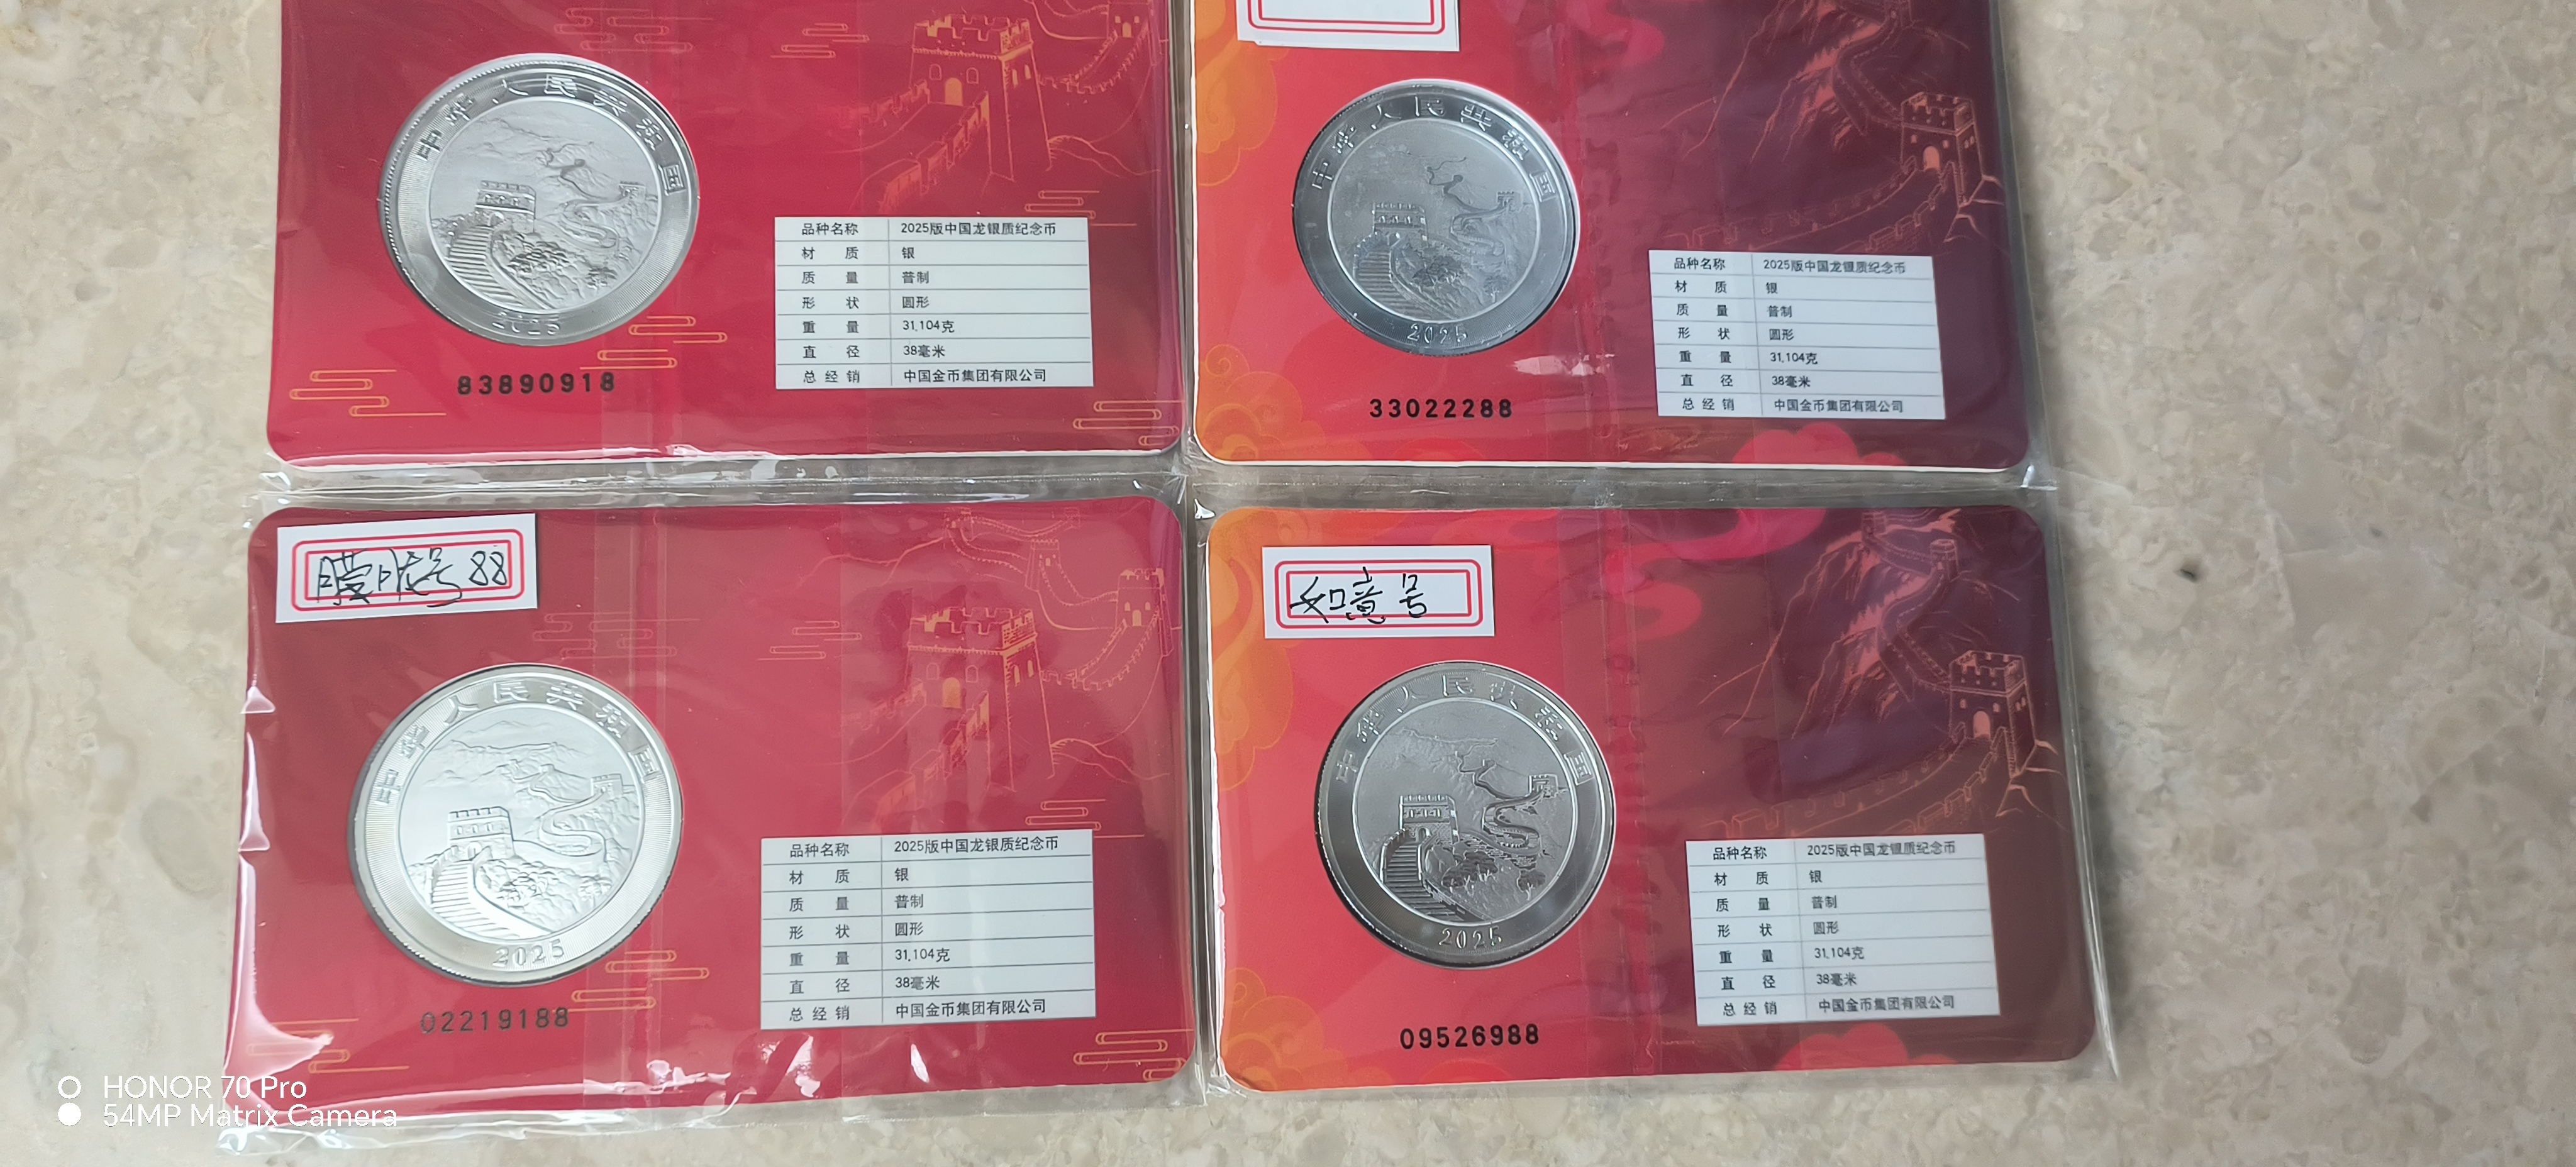 中华人民共和国
2025
83890918
品种名称 2025版中国龙银质纪念币
材 质 银
质 量 普制
形 状 圆形
重 量 31.104克
直 径 38毫米
总经销 中国金币集团有限公司
中华人民共和国
2025
33022288
品种名称 2025版中国龙银质纪念币
材 质 银
质 量 普制
形 状 圆形
重 量 31.104克
直 径 38毫米
总经销 中国金币集团有限公司
号 88
中华人民共和国
2025
02219188
品种名称 2025版中国龙银质纪念币
材 质 银
质 量 普制
形 状 圆形
重 量 31.104克
直 径 38毫米
总经销 中国金币集团有限公司
如意号
中华人民共和国
2025
09526988
品种名称 2025版中国龙银质纪念币
材 质 银
质 量 普制
形 状 圆形
重 量 31.104克
直 径 38毫米
总经销 中国金币集团有限公司
HONOR 70 Pro
54MP Matrix Camera